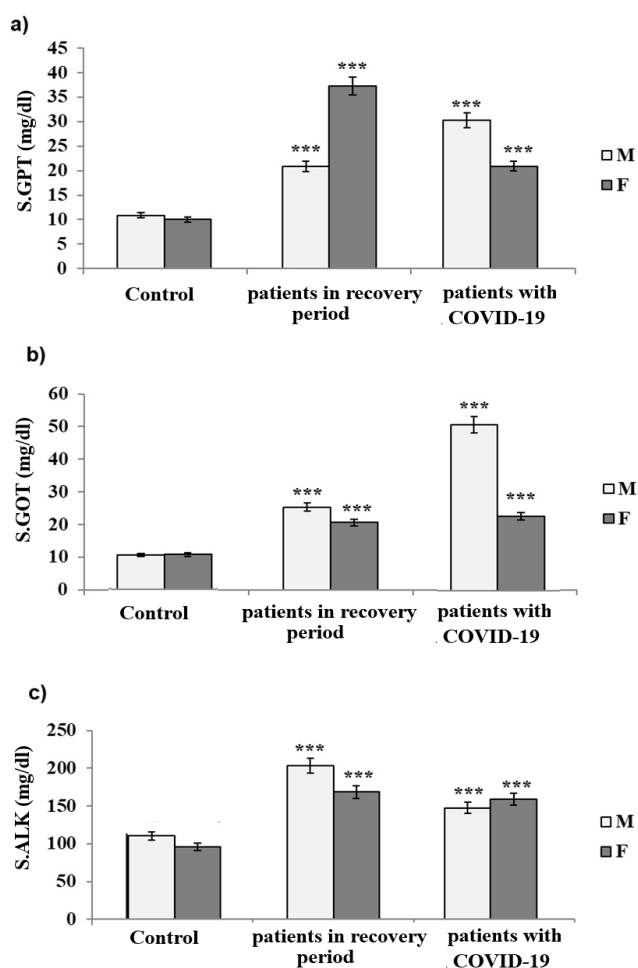 a)
S.GPT (mg/dl)
45
40
35
30
25
20
15
10
5
0
***
***
***
***
M
F
Control
patients in recovery
period
patients with
COVID-19
b)
S.GOT (mg/dl)
60
50
40
30
20
10
0
***
***
***
***
M
F
Control
patients in recovery
period
patients with
COVID-19
c)
S.ALK (mg/dl)
250
200
150
100
50
0
***
***
***
***
M
F
Control
patients in recovery
period
patients with
COVID-19